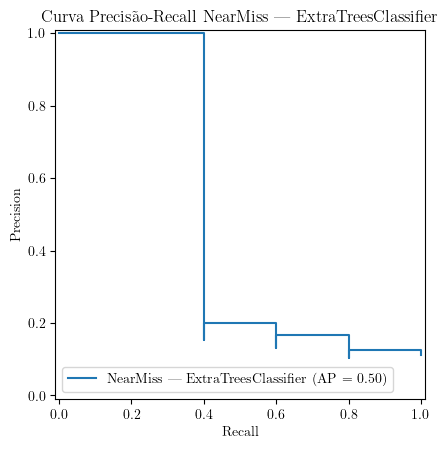 Curva Precisão-Recall NearMiss — ExtraTreesClassifier
1.0
0.8
0.6
0.4
0.2
0.0
Precision
NearMiss — ExtraTreesClassifier (AP = 0.50)
0.0 0.2 0.4 0.6 0.8 1.0
Recall